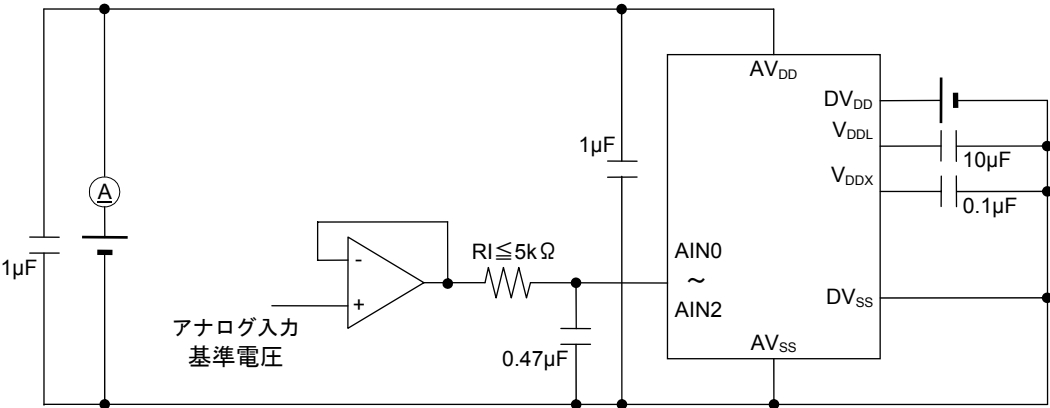 AVDD
DVDD
VDDL
1μF
10μF
VDDX
A
0.1μF
RI≦5kΩ
AIN0
1μF
-
~
+
AIN2
DVSS
アナログ入力
基準電圧
0.47μF
AVSS